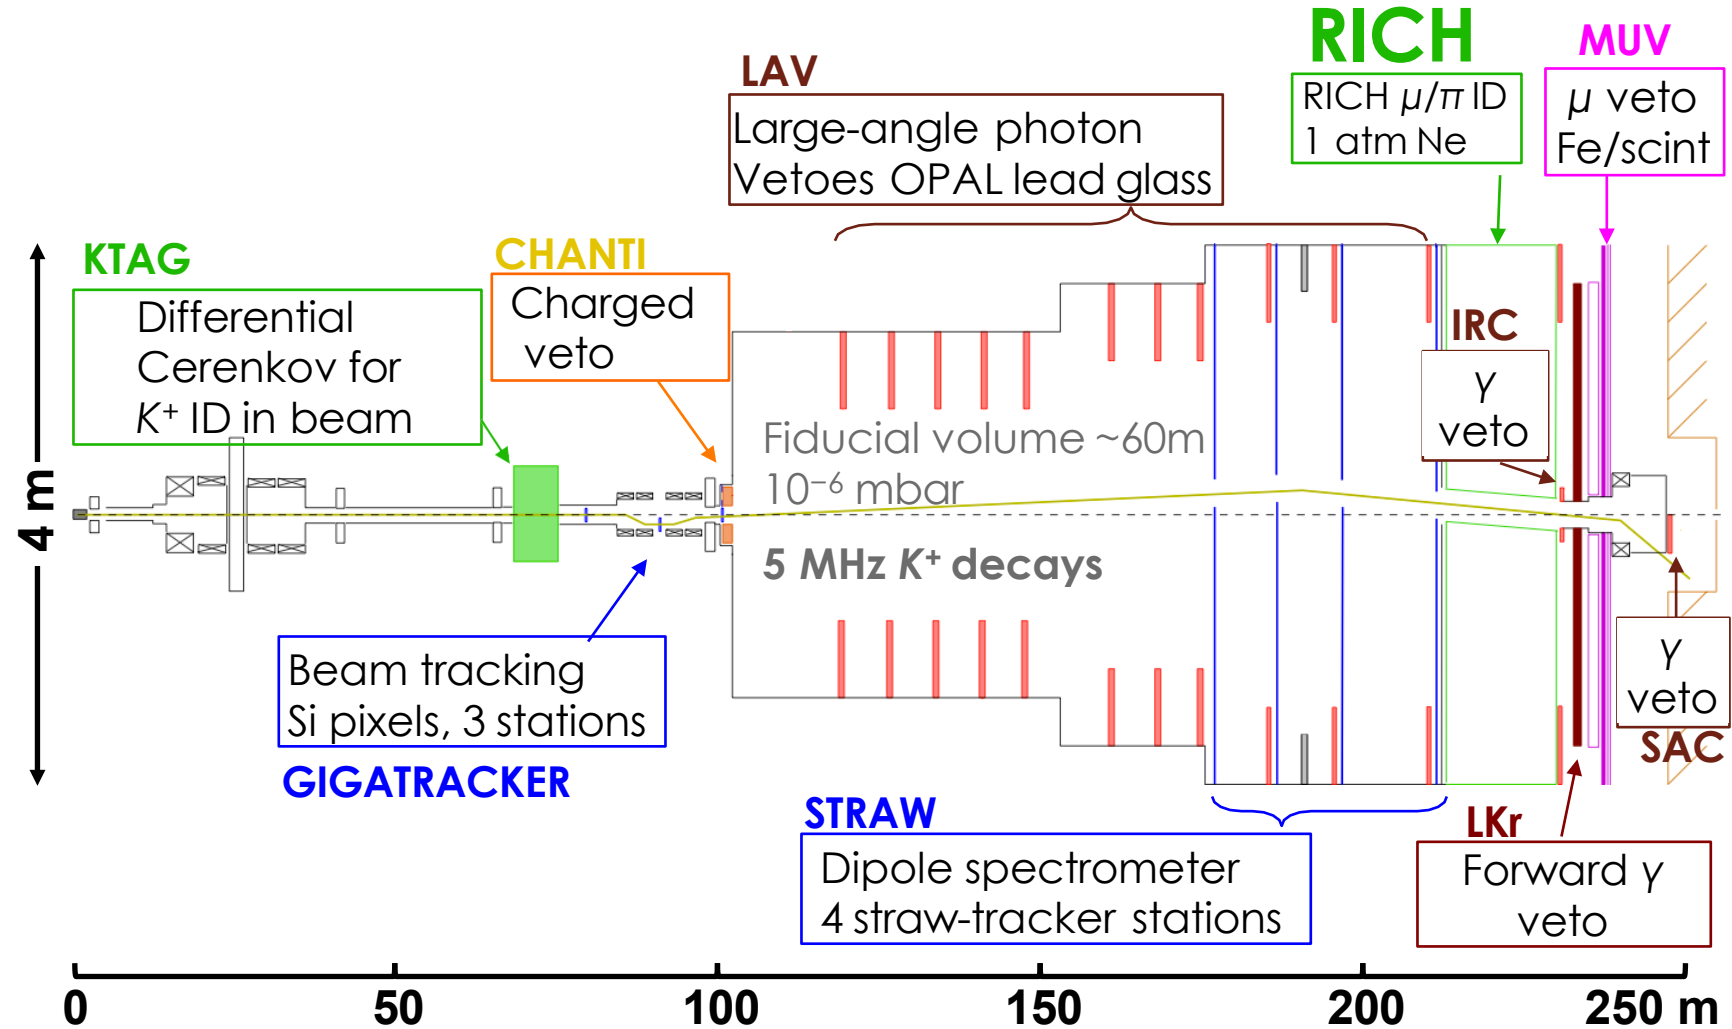 RICH
MUV
LAV
RICH μ/π ID
1 atm Ne
μ veto
Fe/scint
Large-angle photon
Vetoes OPAL lead glass
KTAG
CHANTI
Differential
Cerenkov for
K⁺ ID in beam
Charged
veto
IRC
γ
veto
Fiducial volume ~60m
10⁻⁶ mbar
4 m
5 MHz K⁺ decays
Beam tracking
Si pixels, 3 stations
GIGATRACKER
γ
veto
SAC
STRAW
LKr
Dipole spectrometer
4 straw-tracker stations
Forward γ
veto
0 50 100 150 200 250 m